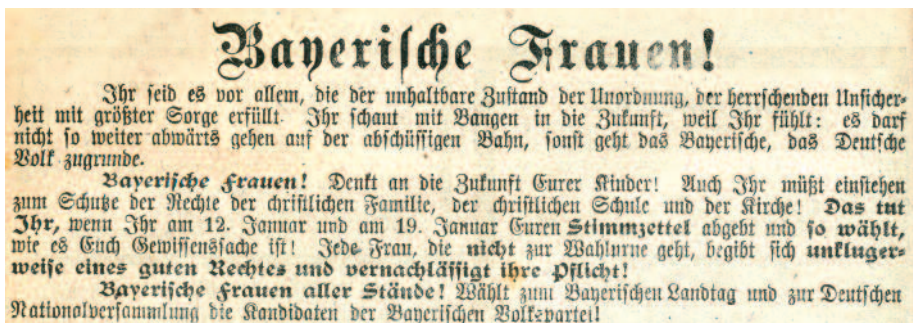 Bayerische Frauen!
Ihr seid es vor allem, die der unhaltbare Zustand der Unordnung, der herrschenden Unsicher-
heit mit größter Sorge erfüllt. Ihr schaut mit Bangen in die Zukunft, weil Ihr fühlt: es darf
nicht so weiter abwärts gehen auf der abschüssigen Bahn, sonst geht das Bayerische, das Deutsche
Volk zugrunde.
Bayerische Frauen! Denkt an die Zukunft Eurer Kinder! Auch Ihr müßt einstehen
zum Schutze der Rechte der christlichen Familie, der christlichen Schule und der Kirche! Das tut
Ihr, wenn Ihr am 12. Januar und am 19. Januar Euren Stimmzettel abgebt und so wählt,
wie es Euch Gewissenssache ist! Jede Frau, die nicht zur Wahlurne geht, begibt sich unkluger-
weise eines guten Rechtes und vernachlässigt ihre Pflicht!
Bayerische Frauen aller Stände! Wählt zum Bayerischen Landtag und zur Deutschen
Nationalversammlung die Kandidaten der Bayerischen Volkspartei!